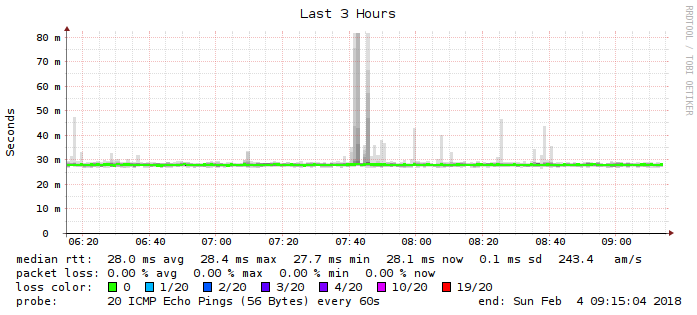 Last 3 Hours
RRDTOOL / TOBI OETIKER
Seconds
80 m
70 m
60 m
50 m
40 m
30 m
20 m
10 m
0
06:20 06:40 07:00 07:20 07:40 08:00 08:20 08:40 09:00
median rtt: 28.0 ms avg 28.4 ms max 27.7 ms min 28.1 ms now 0.1 ms sd 243.4 am/s
packet loss: 0.00 % avg 0.00 % max 0.00 % min 0.00 % now
loss color: 0 1/20 2/20 3/20 4/20 10/20 19/20
probe: 20 ICMP Echo Pings (56 Bytes) every 60s end: Sun Feb 4 09:15:04 2018